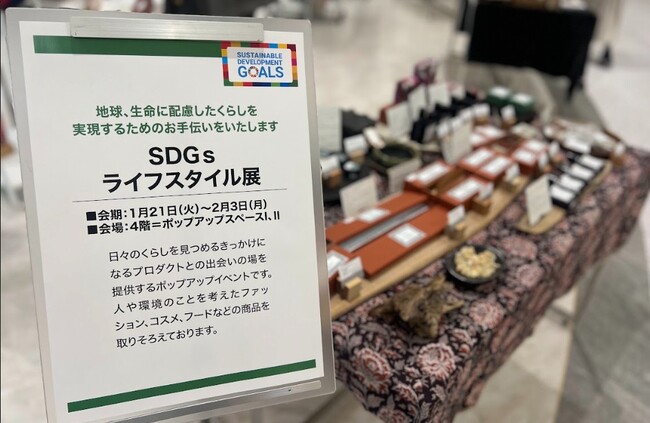 SUSTAINABLE
DEVELOPMENT
GOALS
地球、生命に配慮したくらしを
実現するためのお手伝いをいたします
SDGs
ライフスタイル展
■会期:1月21日(火)〜2月3日(月)
■会場:4階=ポップアップスペースⅠ、Ⅱ
日々のくらしを見つめるきっかけに
なるプロダクトとの出会いの場を
提供するポップアップイベントです。
人や環境のことを考えたファッ
ション、コスメ、フードなどの商品を
取りそろえております。